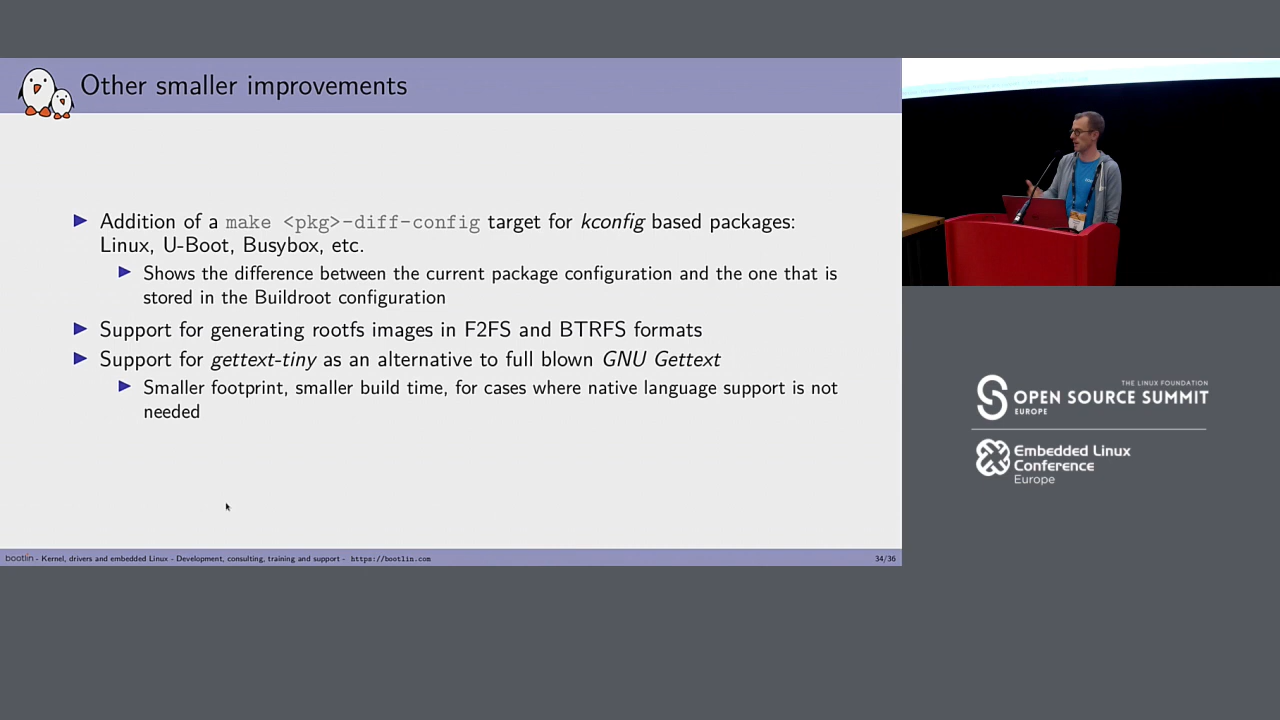 Other smaller improvements
▶ Addition of a make <pkg>-diff-config target for kconfig based packages:
Linux, U-Boot, Busybox, etc.
▶ Shows the difference between the current package configuration and the one that is
stored in the Buildroot configuration
▶ Support for generating rootfs images in F2FS and BTRFS formats
▶ Support for gettext-tiny as an alternative to full blown GNU Gettext
▶ Smaller footprint, smaller build time, for cases where native language support is not
needed
bootlin - Kernel, drivers and embedded Linux - Development, consulting, training and support - https://bootlin.com
34/36
THE LINUX FOUNDATION
OPEN SOURCE SUMMIT
EUROPE
Embedded Linux
Conference
Europe